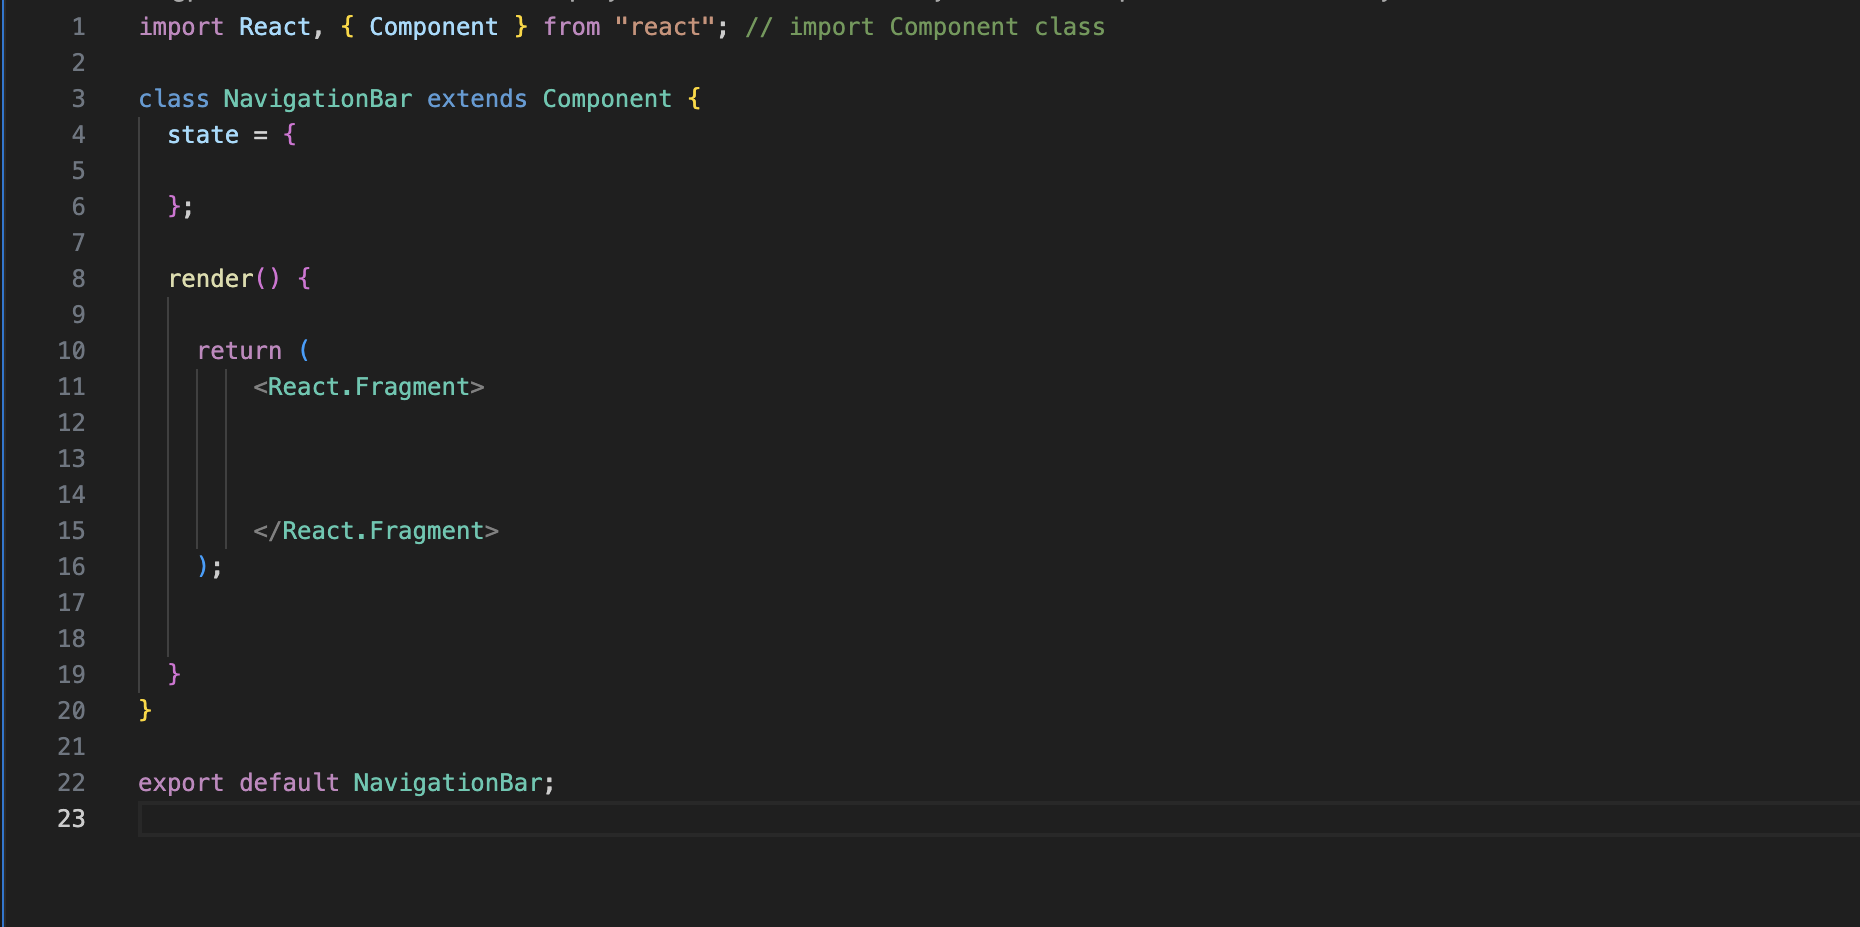 1 import React, { Component } from "react"; // import Component class
2
3 class NavigationBar extends Component {
4 state = {
5
6 };
7
8 render() {
9
10 return (
11 <React.Fragment>
12
13
14
15 </React.Fragment>
16 );
17
18
19 }
20 }
21
22 export default NavigationBar;
23